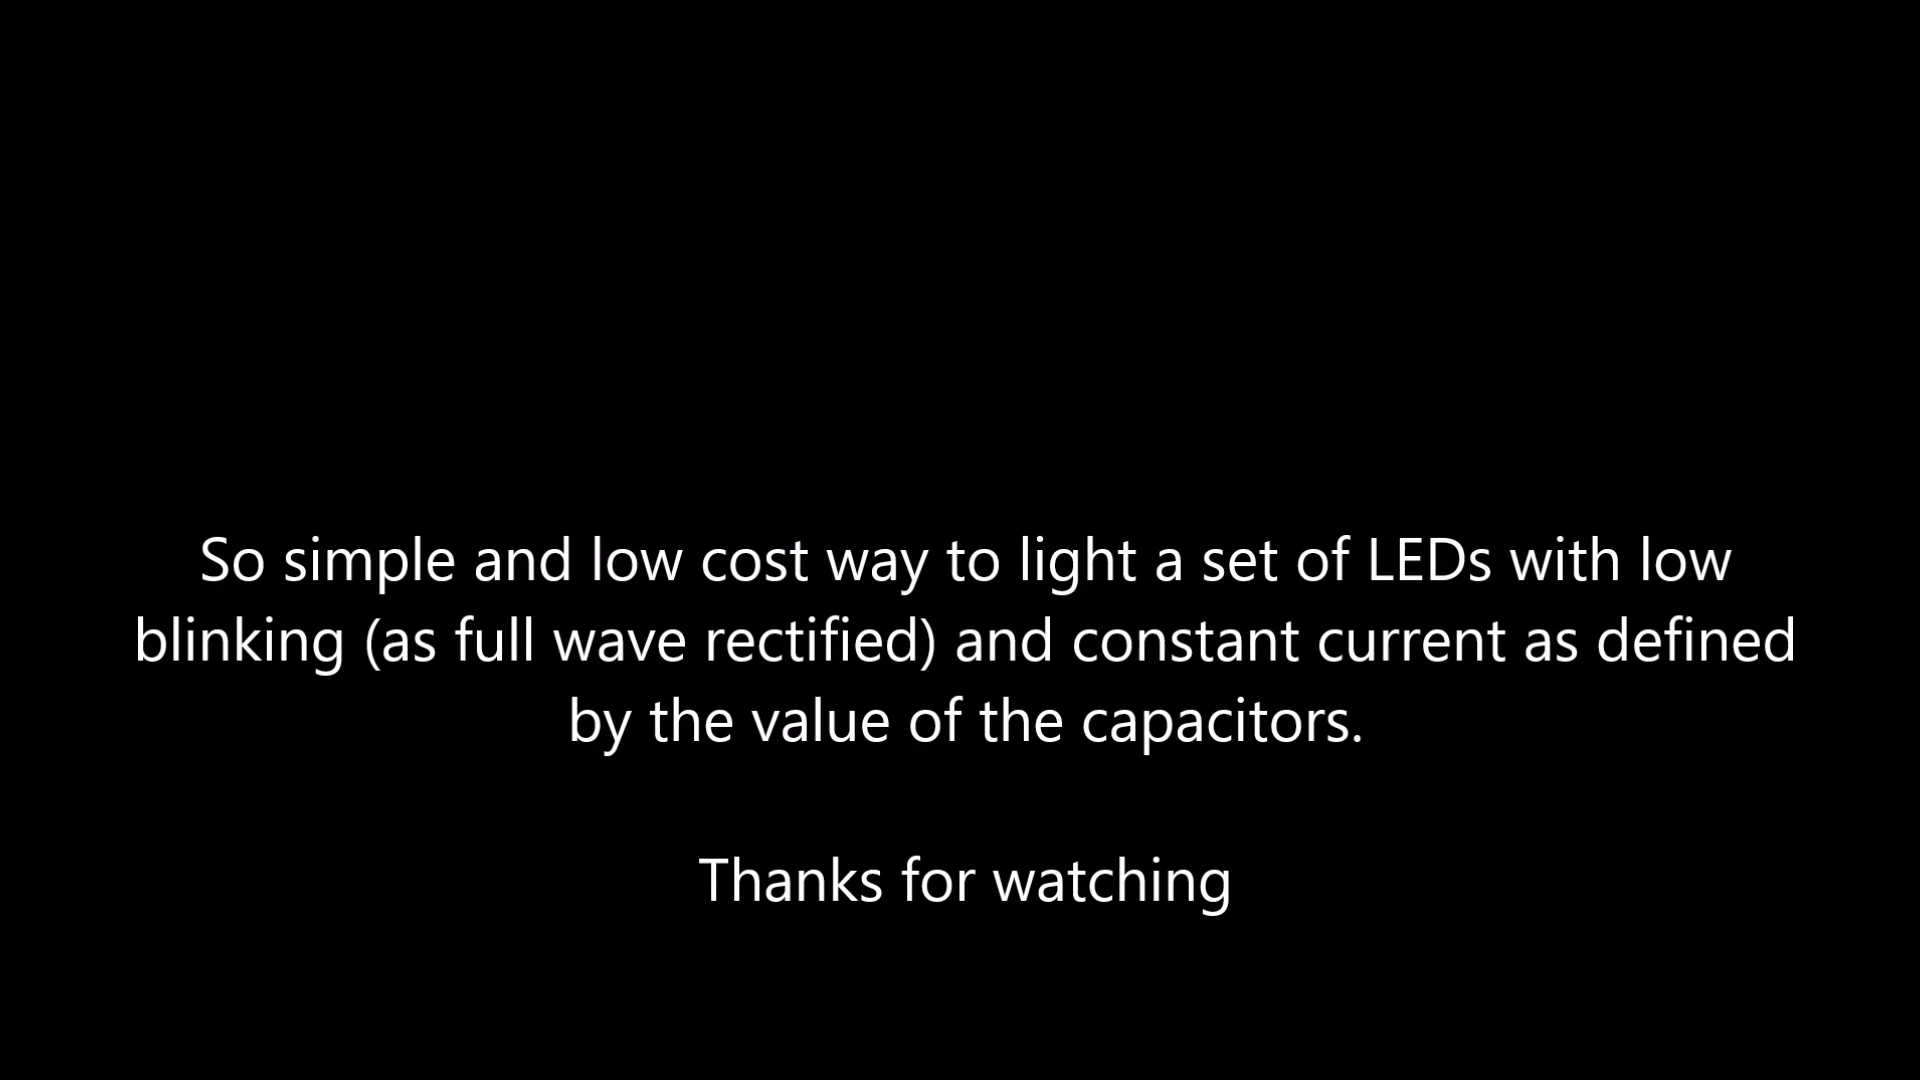 So simple and low cost way to light a set of LEDs with low
blinking (as full wave rectified) and constant current as defined
by the value of the capacitors.
Thanks for watching